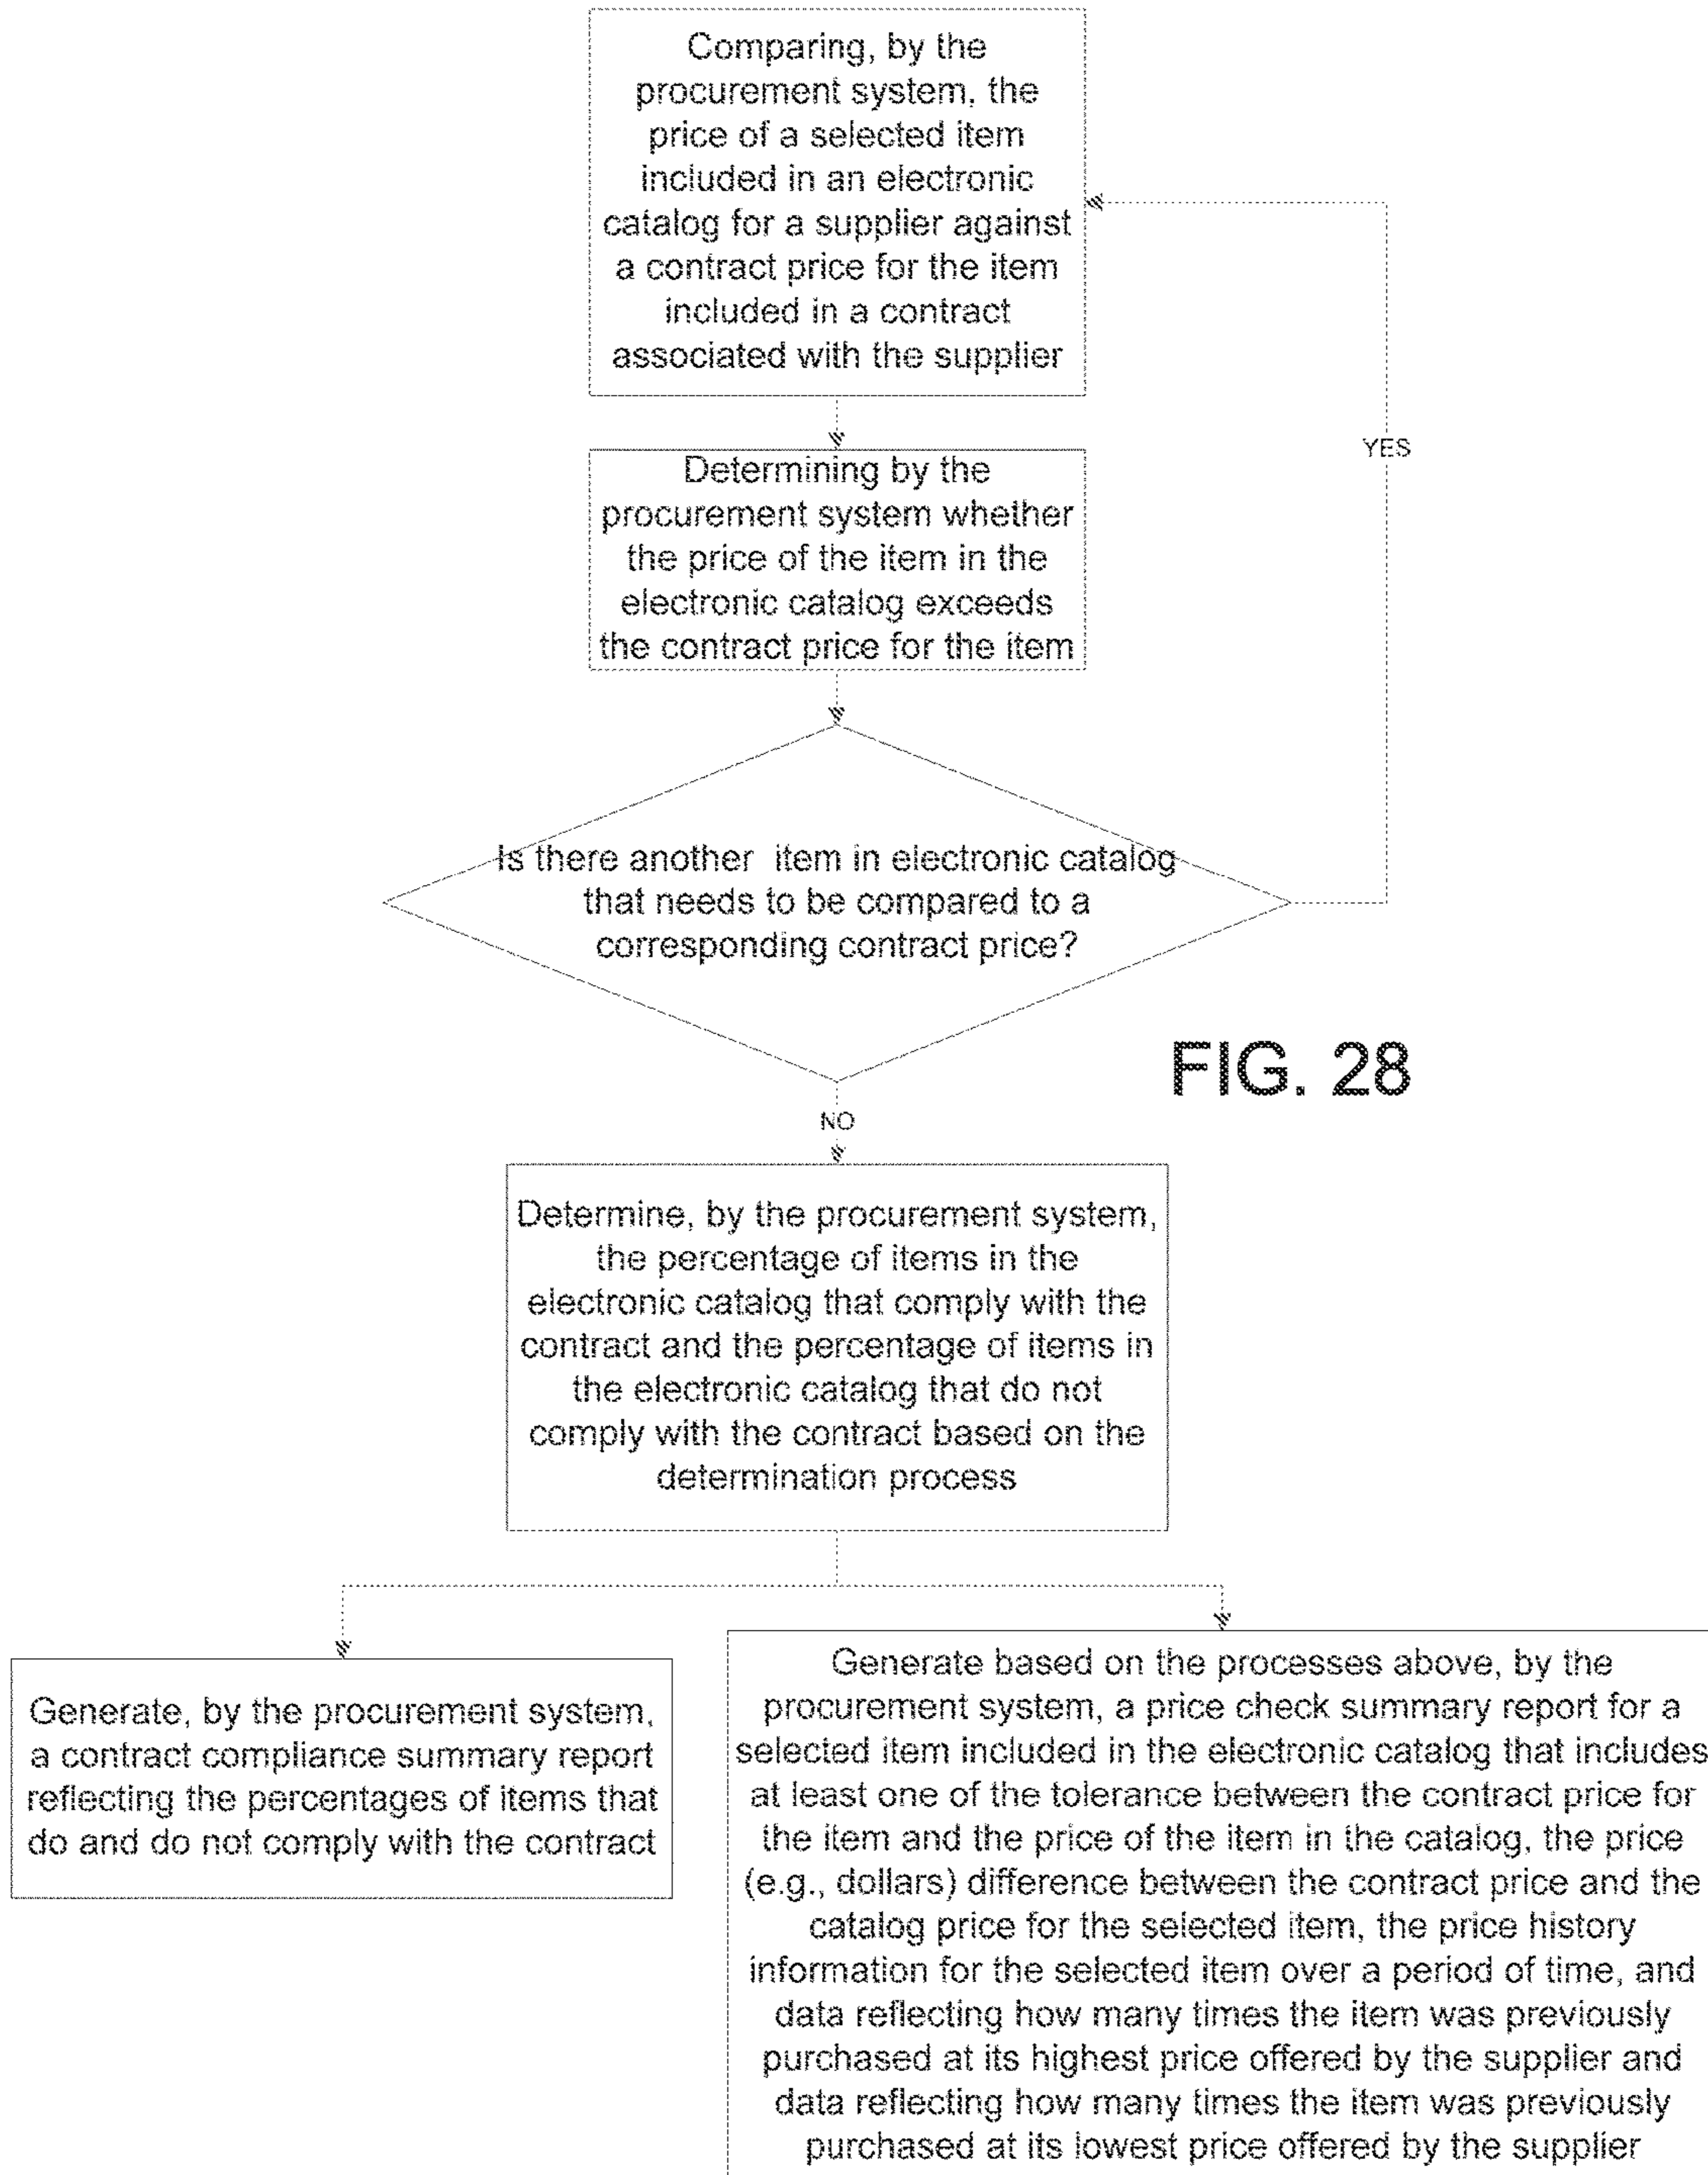 Comparing, by the
procurement system, the
price of a selected item
included in an electronic
catalog for a supplier against
a contract price for the item
included in a contract
associated with the supplier
YES
Determining by the
procurement system whether
the price of the item in the
electronic catalog exceeds
the contract price for the item
Is there another item in electronic catalog
that needs to be compared to a
corresponding contract price?
FIG. 28
NO
Determine, by the procurement system,
the percentage of items in the
electronic catalog that comply with the
contract and the percentage of items in
the electronic catalog that do not
comply with the contract based on the
determination process
Generate, by the procurement system,
a contract compliance summary report
reflecting the percentages of items that
do and do not comply with the contract
Generate based on the processes above, by the
procurement system, a price check summary report for a
selected item included in the electronic catalog that includes
at least one of the tolerance between the contract price for
the item and the price of the item in the catalog, the price
(e.g., dollars) difference between the contract price and the
catalog price for the selected item, the price history
information for the selected item over a period of time, and
data reflecting how many times the item was previously
purchased at its highest price offered by the supplier and
data reflecting how many times the item was previously
purchased at its lowest price offered by the supplier